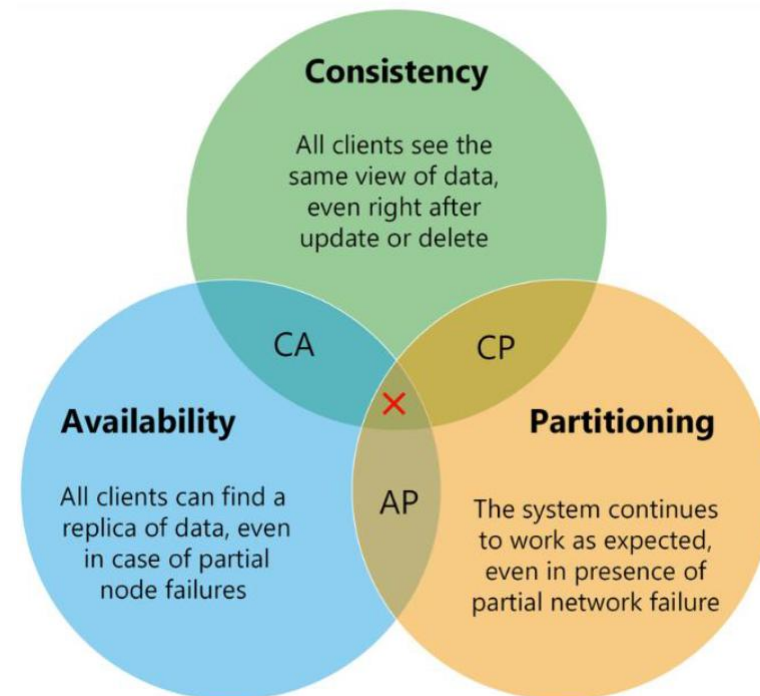 Consistency
All clients see the
same view of data,
even right after
update or delete
CA
CP
Availability
All clients can find a
replica of data, even
in case of partial
node failures
AP
Partitioning
The system continues
to work as expected,
even in presence of
partial network failure